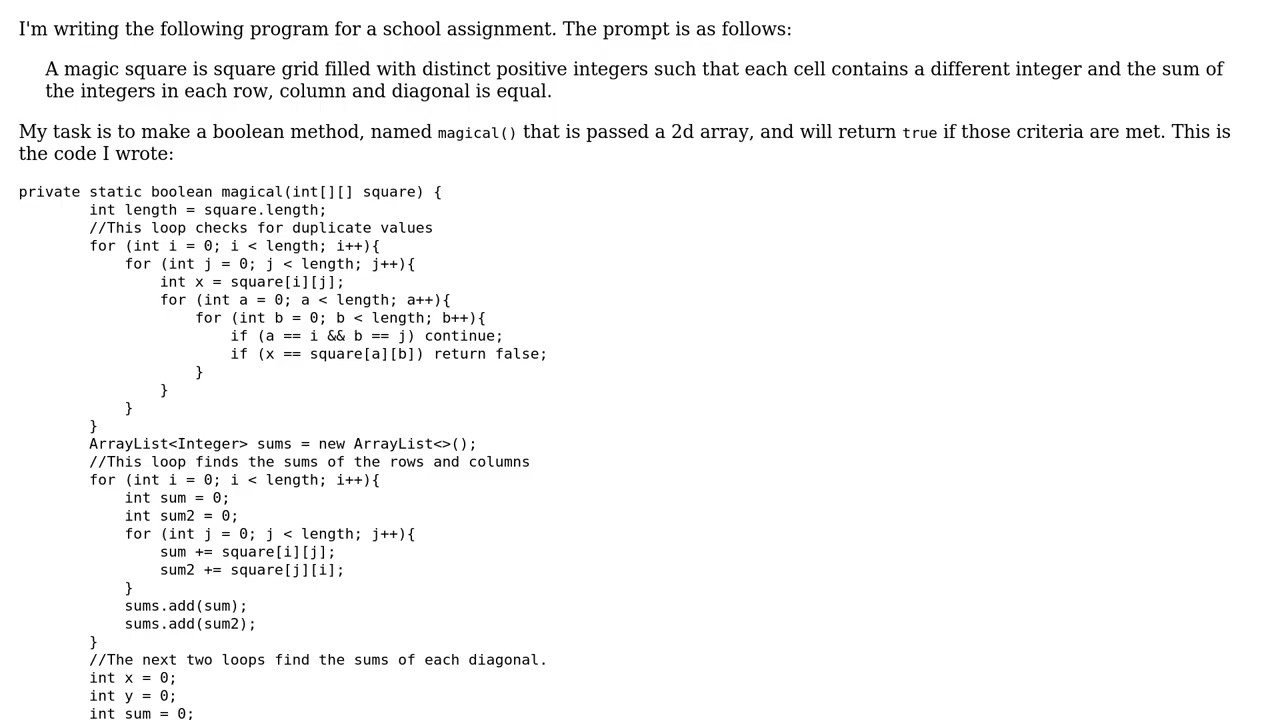 I'm writing the following program for a school assignment. The prompt is as follows:
A magic square is square grid filled with distinct positive integers such that each cell contains a different integer and the sum of
the integers in each row, column and diagonal is equal.
My task is to make a boolean method, named magical() that is passed a 2d array, and will return true if those criteria are met. This is
the code I wrote:
private static boolean magical(int[][] square) {
        int length = square.length;
        //This loop checks for duplicate values
        for (int i = 0; i < length; i++){
            for (int j = 0; j < length; j++){
                int x = square[i][j];
                for (int a = 0; a < length; a++){
                    for (int b = 0; b < length; b++){
                        if (a == i && b == j) continue;
                        if (x == square[a][b]) return false;
                    }
                }
            }
        }
        ArrayList<Integer> sums = new ArrayList<>();
        //This loop finds the sums of the rows and columns
        for (int i = 0; i < length; i++){
            int sum = 0;
            int sum2 = 0;
            for (int j = 0; j < length; j++){
                sum += square[i][j];
                sum2 += square[j][i];
            }
            sums.add(sum);
            sums.add(sum2);
        }
        //The next two loops find the sums of each diagonal.
        int x = 0;
        int y = 0;
        int sum = 0;